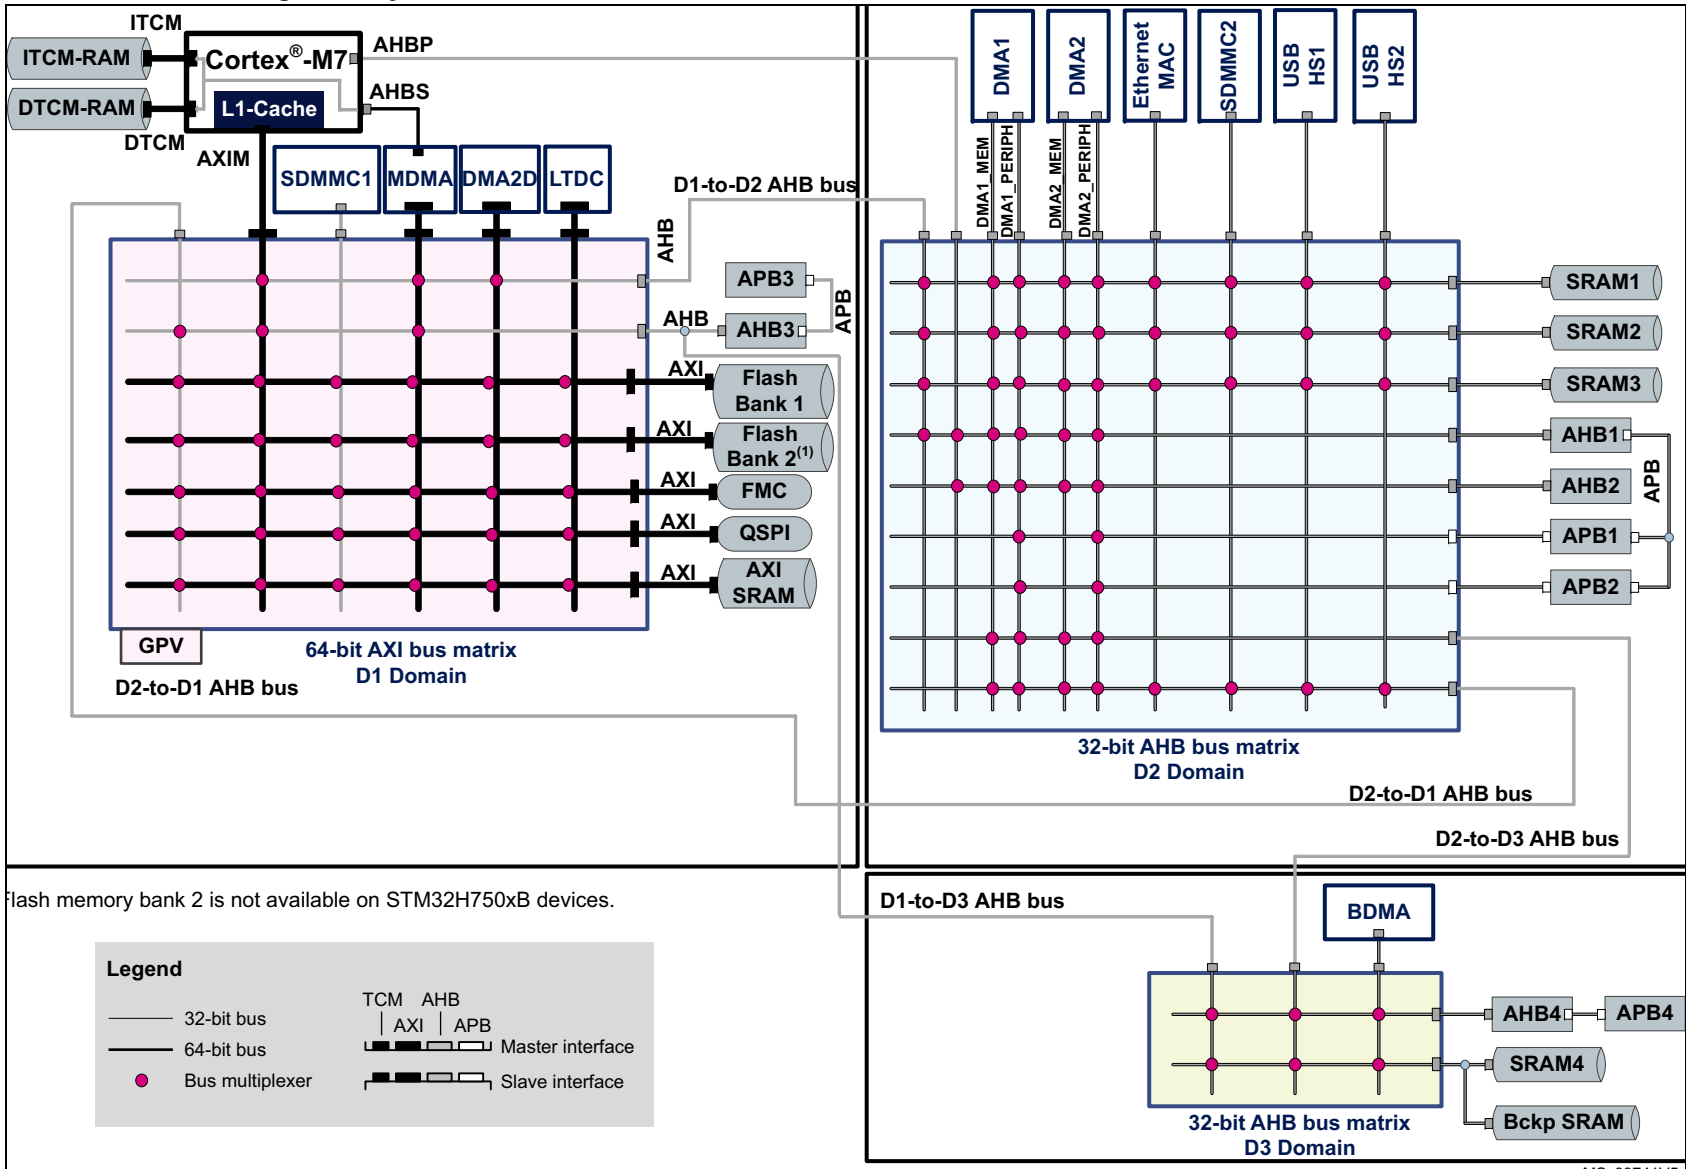 ITCM
ITCM-RAM
Cortex®-M7
AHBP
DTCM-RAM
L1-Cache
AHBS
DTCM
AXIM
SDMMC1
MDMA
DMA2D
LTDC
D1-to-D2 AHB bus
AHB
APB3
AHB
AHB3
APB
AXI
Flash
Bank 1
AXI
Flash
Bank 2(1)
AXI
FMC
AXI
QSPI
AXI
AXI
SRAM
GPV
64-bit AXI bus matrix
D1 Domain
D2-to-D1 AHB bus
DMA1
DMA2
Ethernet
MAC
SDMMC2
USB
HS1
USB
HS2
DMA1_MEM
DMA1_PERIPH
DMA2_MEM
DMA2_PERIPH
SRAM1
SRAM2
SRAM3
AHB1
AHB2
APB
APB1
APB2
32-bit AHB bus matrix
D2 Domain
D2-to-D1 AHB bus
D2-to-D3 AHB bus
Flash memory bank 2 is not available on STM32H750xB devices.
D1-to-D3 AHB bus
BDMA
AHB4
APB4
SRAM4
Bckp SRAM
32-bit AHB bus matrix
D3 Domain
Legend
32-bit bus
64-bit bus
Bus multiplexer
TCM AHB
AXI APB
Master interface
Slave interface